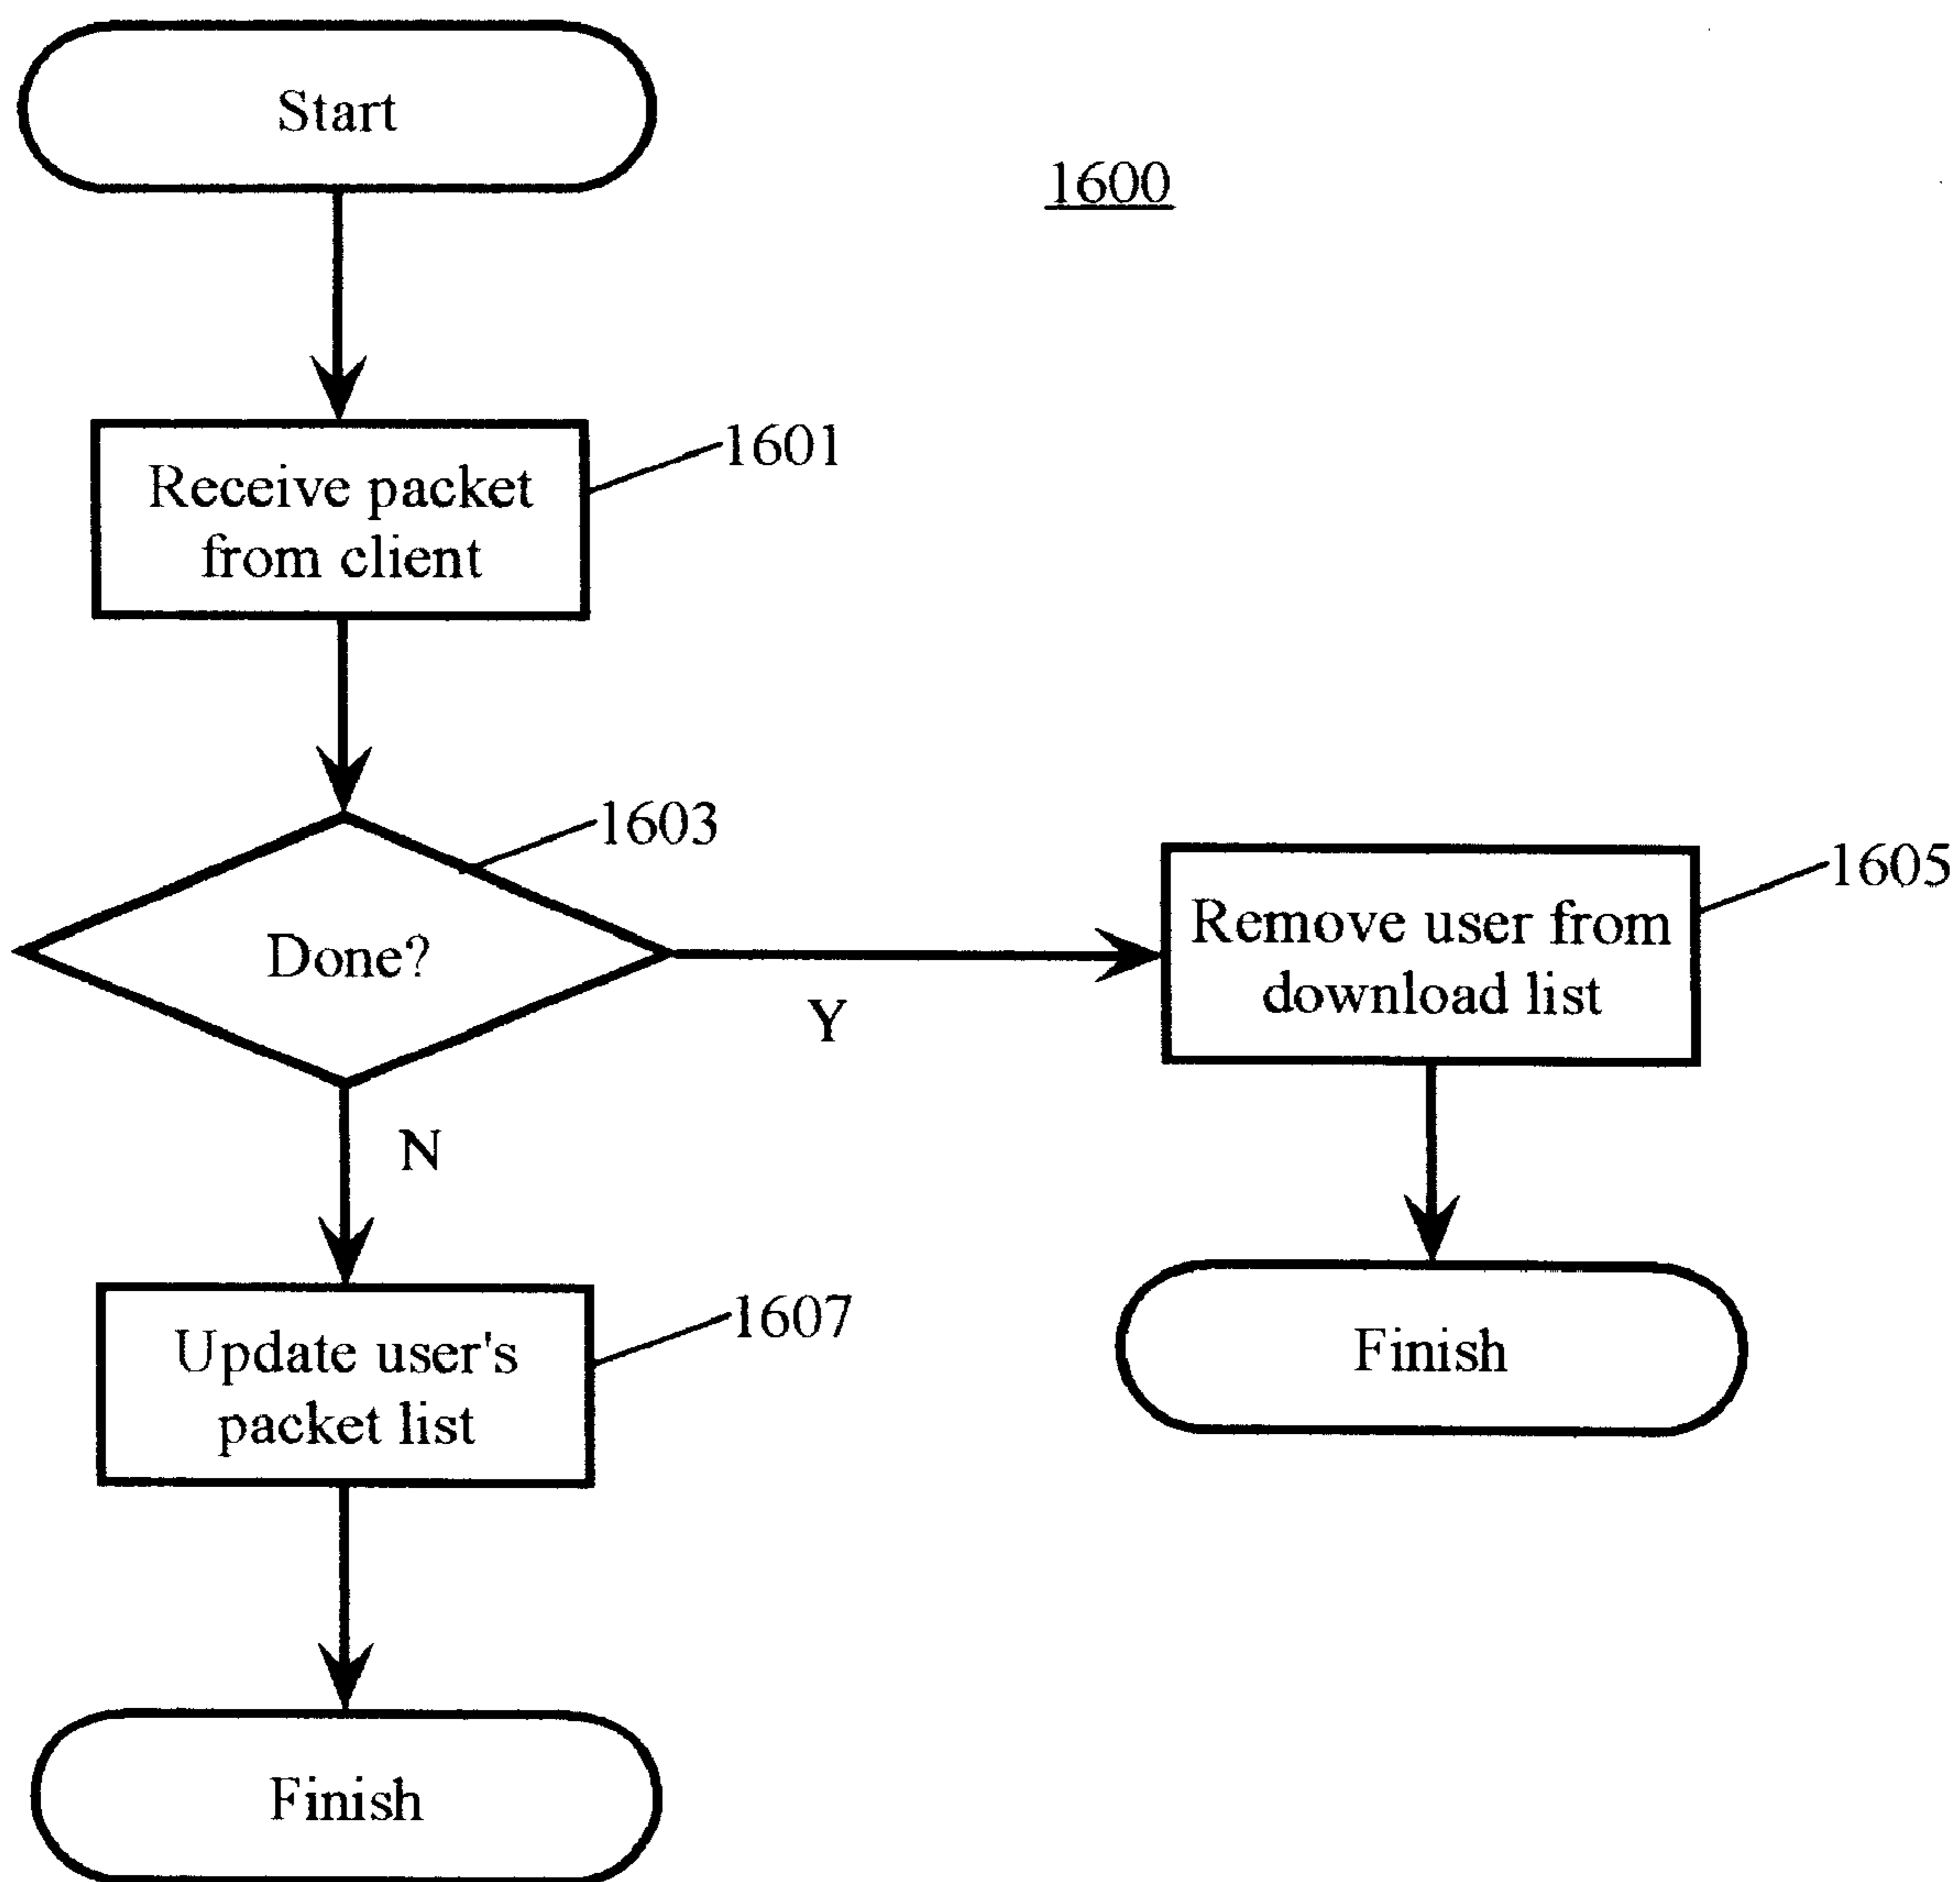 Start
1600
Receive packet
from client
1601
1603
Done?
Y
N
Remove user from
download list
1605
Update user's
packet list
1607
Finish
Finish